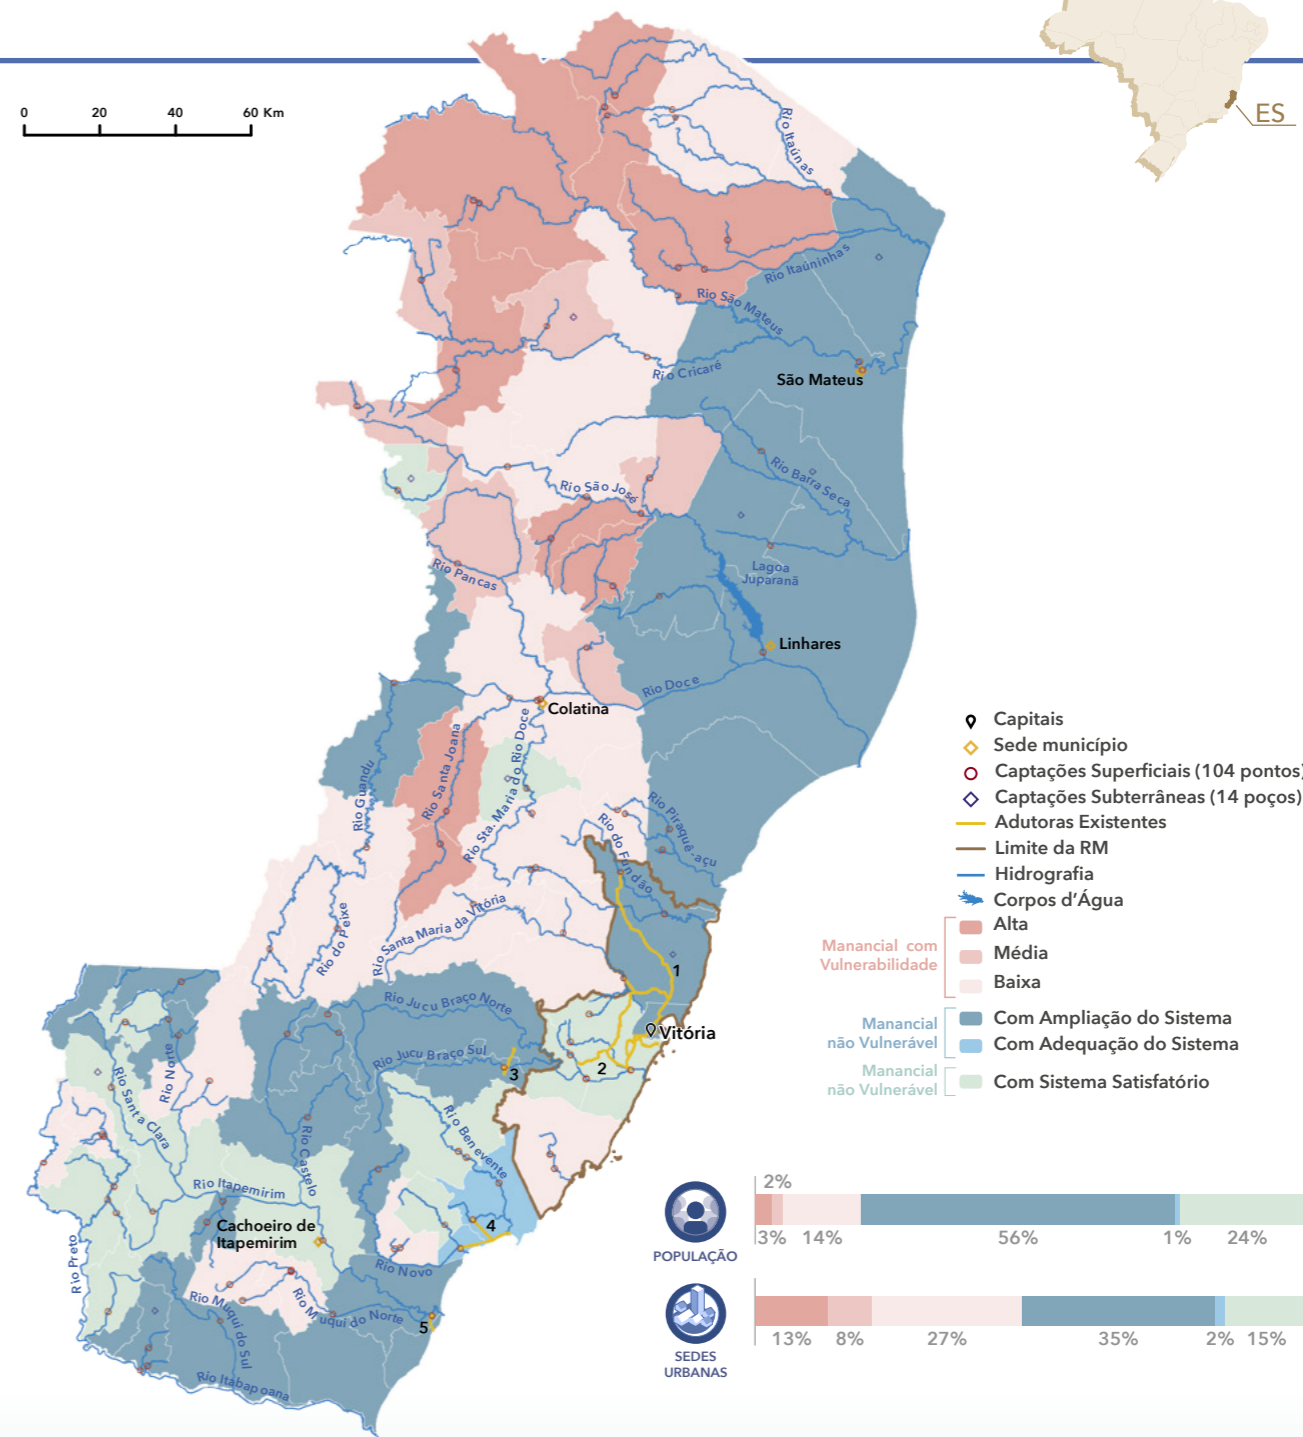 ES
0 20 40 60 Km
Rio Itaúnas
Rio Itauninhas
Rio São Mateus
Rio Cricaré
São Mateus
Rio Barra Seca
Rio São José
Lagoa
Juparanã
Rio Pancas
Linhares
Rio Doce
Colatina
Rio Santa Joana
Rio Sta. Maria do Rio Doce
Rio Guandu
Rio Piraquê-açu
Rio do Fundão
Rio do Peixe
Rio Santa Maria da Vitória
1
Rio Jucu Braço Norte
Vitória
Rio Jucu Braço Sul
3
2
Rio Norte
Rio Santa Clara
Rio Castelo
Rio Benevente
Rio Itapemirim
4
Cachoeiro de
Itapemirim
Rio Preto
Rio Novo
Rio Muqui do Sul
Rio Muqui do Norte
5
Rio Itabapoana
Capitais
Sede município
Captações Superficiais (104 pontos)
Captações Subterrâneas (14 poços)
Adutoras Existentes
Limite da RM
Hidrografia
Corpos d'Água
Manancial com
Vulnerabilidade
Alta
Média
Baixa
Manancial
não Vulnerável
Com Ampliação do Sistema
Com Adequação do Sistema
Manancial
não Vulnerável
Com Sistema Satisfatório
POPULAÇÃO
2%
3% 14% 56% 1% 24%
SEDES
URBANAS
13% 8% 27% 35% 2% 15%